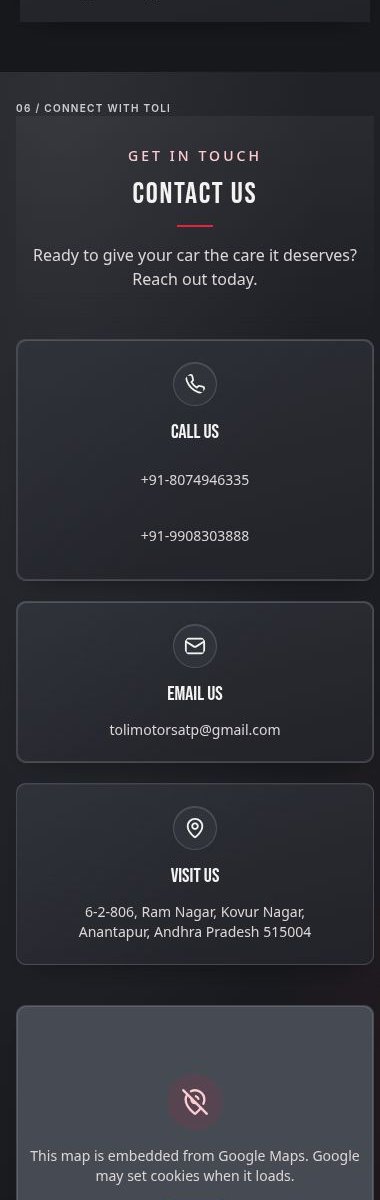 06 / CONNECT WITH TOLI
GET IN TOUCH
CONTACT US
Ready to give your car the care it deserves?
Reach out today.
CALL US
+91-8074946335
+91-9908303888
EMAIL US
tolimotorsatp@gmail.com
VISIT US
6-2-806, Ram Nagar, Kovur Nagar,
Anantapur, Andhra Pradesh 515004
This map is embedded from Google Maps. Google
may set cookies when it loads.